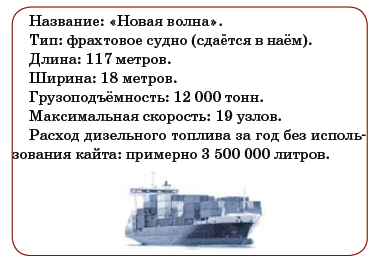 Название: «Новая волна».
Тип: фрахтовое судно (сдаётся в наём).
Длина: 117 метров.
Ширина: 18 метров.
Грузоподъёмность: 12 000 тонн.
Максимальная скорость: 19 узлов.
Расход дизельного топлива за год без исполь-
зования кайта: примерно 3 500 000 литров.